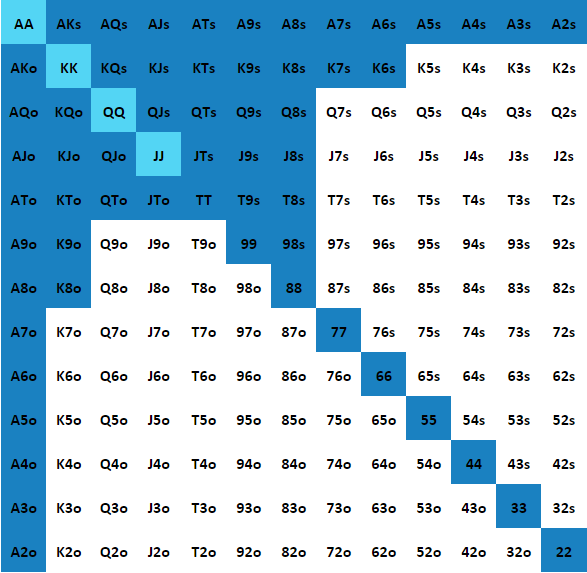 AA AKs AQs AJs ATs A9s A8s A7s A6s A5s A4s A3s A2s
AKo KK KQs KJs KTs K9s K8s K7s K6s K5s K4s K3s K2s
AQo KQo QQ QJs QTs Q9s Q8s Q7s Q6s Q5s Q4s Q3s Q2s
AJo KJo QJo JJ JTs J9s J8s J7s J6s J5s J4s J3s J2s
ATo KTo QTo JTo TT T9s T8s T7s T6s T5s T4s T3s T2s
A9o K9o Q9o J9o T9o 99 98s 97s 96s 95s 94s 93s 92s
A8o K8o Q8o J8o T8o 98o 88 87s 86s 85s 84s 83s 82s
A7o K7o Q7o J7o T7o 97o 87o 77 76s 75s 74s 73s 72s
A6o K6o Q6o J6o T6o 96o 86o 76o 66 65s 64s 63s 62s
A5o K5o Q5o J5o T5o 95o 85o 75o 65o 55 54s 53s 52s
A4o K4o Q4o J4o T4o 94o 84o 74o 64o 54o 44 43s 42s
A3o K3o Q3o J3o T3o 93o 83o 73o 63o 53o 43o 33 32s
A2o K2o Q2o J2o T2o 92o 82o 72o 62o 52o 42o 32o 22